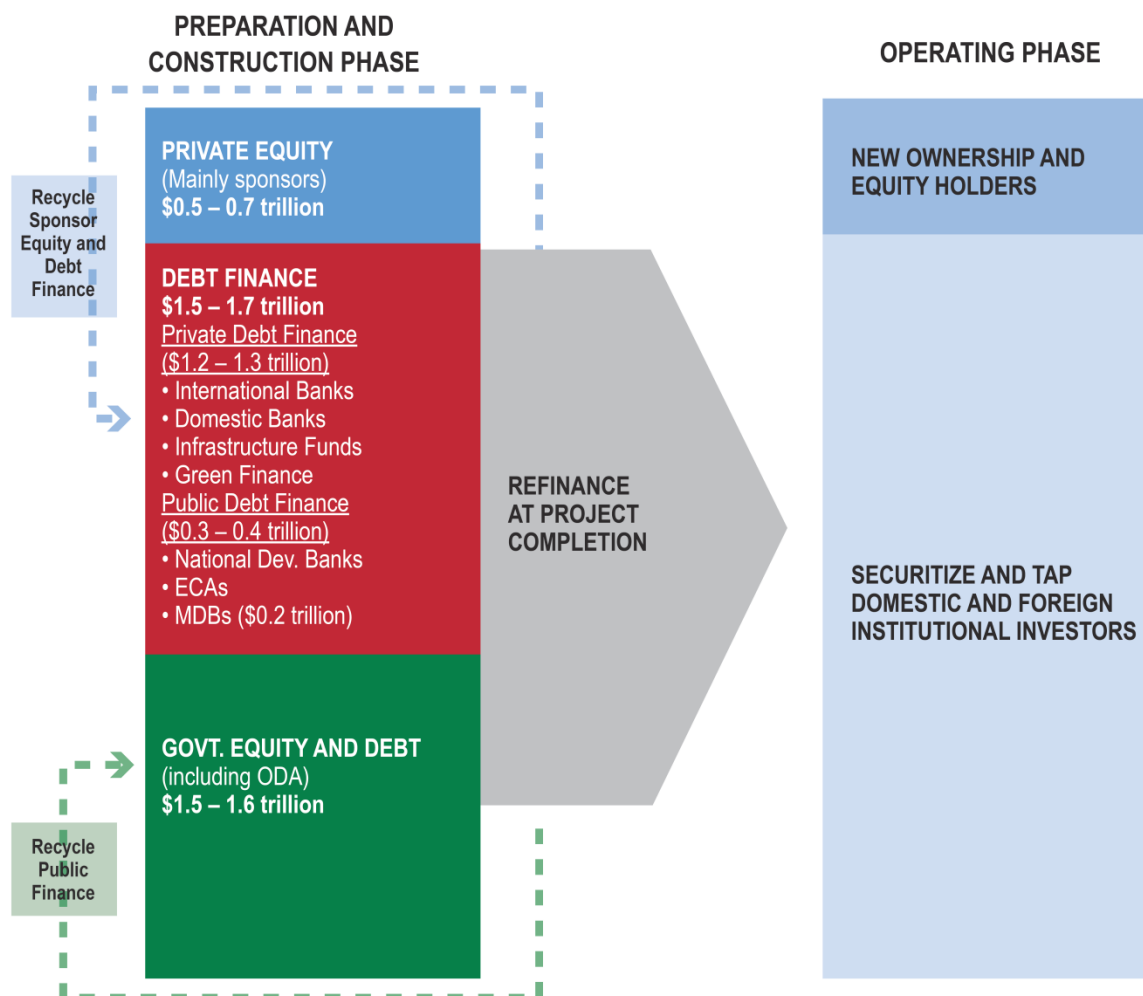 PREPARATION AND
CONSTRUCTION PHASE
OPERATING PHASE
Recycle
Sponsor
Equity and
Debt
Finance
PRIVATE EQUITY
(Mainly sponsors)
$0.5 – 0.7 trillion
DEBT FINANCE
$1.5 – 1.7 trillion
Private Debt Finance
($1.2 – 1.3 trillion)
• International Banks
• Domestic Banks
• Infrastructure Funds
• Green Finance
Public Debt Finance
($0.3 – 0.4 trillion)
• National Dev. Banks
• ECAs
• MDBs ($0.2 trillion)
GOVT. EQUITY AND DEBT
(including ODA)
$1.5 – 1.6 trillion
Recycle
Public
Finance
REFINANCE
AT PROJECT
COMPLETION
NEW OWNERSHIP AND
EQUITY HOLDERS
SECURITIZE AND TAP
DOMESTIC AND FOREIGN
INSTITUTIONAL INVESTORS